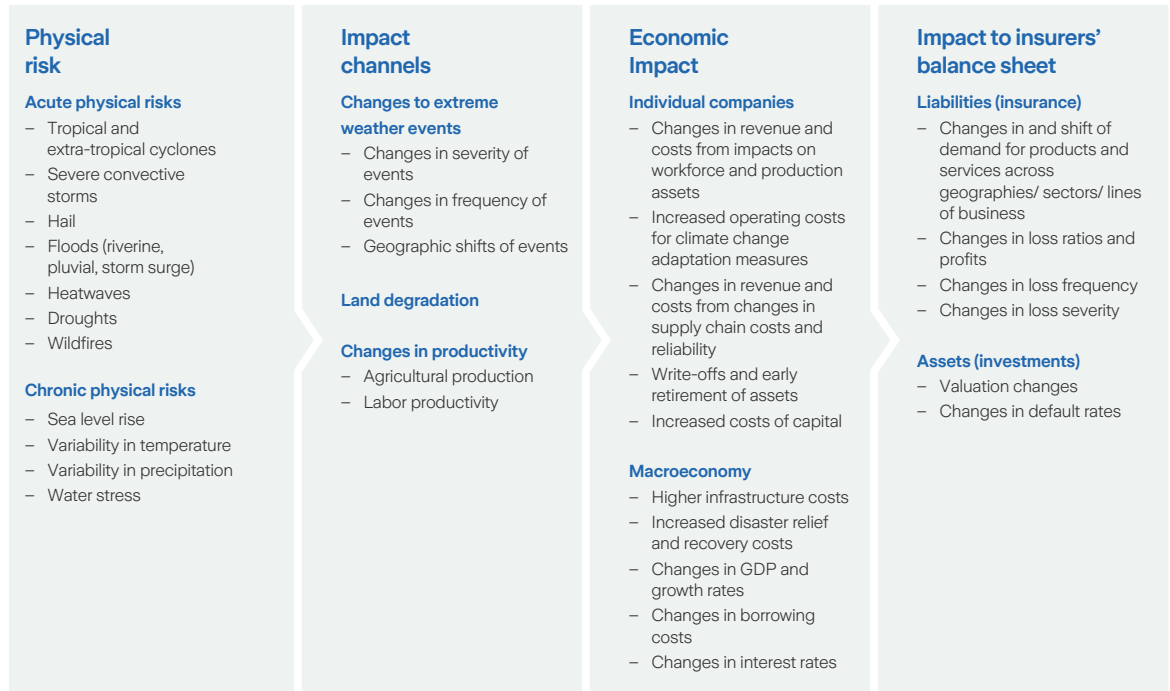 Physical
risk
Acute physical risks
– Tropical and
extra-tropical cyclones
– Severe convective
storms
– Hail
– Floods (riverine,
pluvial, storm surge)
– Heatwaves
– Droughts
– Wildfires
Chronic physical risks
– Sea level rise
– Variability in temperature
– Variability in precipitation
– Water stress
Impact
channels
Changes to extreme
weather events
– Changes in severity of
events
– Changes in frequency of
events
– Geographic shifts of events
Land degradation
Changes in productivity
– Agricultural production
– Labor productivity
Economic
Impact
Individual companies
– Changes in revenue and
costs from impacts on
workforce and production
assets
– Increased operating costs
for climate change
adaptation measures
– Changes in revenue and
costs from changes in
supply chain costs and
reliability
– Write-offs and early
retirement of assets
– Increased costs of capital
Macroeconomy
– Higher infrastructure costs
– Increased disaster relief
and recovery costs
– Changes in GDP and
growth rates
– Changes in borrowing
costs
– Changes in interest rates
Impact to insurers’
balance sheet
Liabilities (insurance)
– Changes in and shift of
demand for products and
services across
geographies/ sectors/ lines
of business
– Changes in loss ratios and
profits
– Changes in loss frequency
– Changes in loss severity
Assets (investments)
– Valuation changes
– Changes in default rates